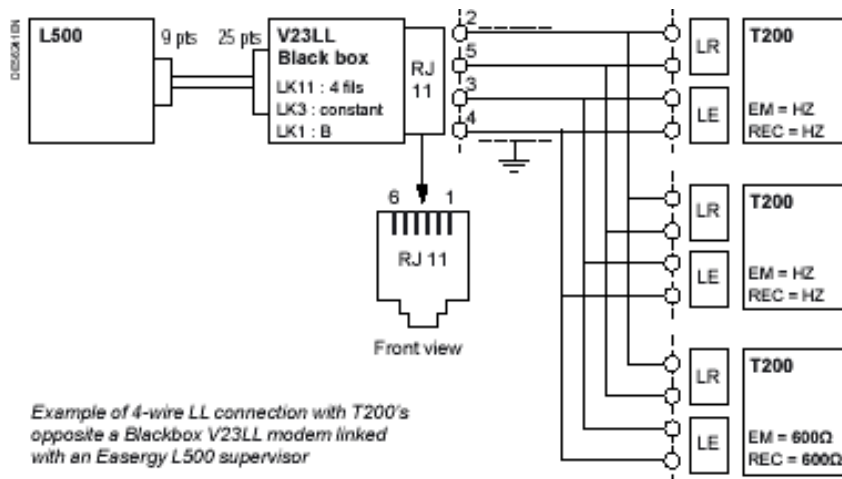 L500
9 pts
25 pts
V23LL
Black box
LK11 : 4 fils
LK3 : constant
LK1 : B
RJ
11
2
5
3
4
LR
LE
T200
EM = HZ
REC = HZ
6
1
RJ 11
Front view
LR
LE
T200
EM = HZ
REC = HZ
LR
LE
T200
EM = 600Ω
REC = 600Ω
Example of 4-wire LL connection with T200's
opposite a Blackbox V23LL modem linked
with an Easergy L500 supervisor